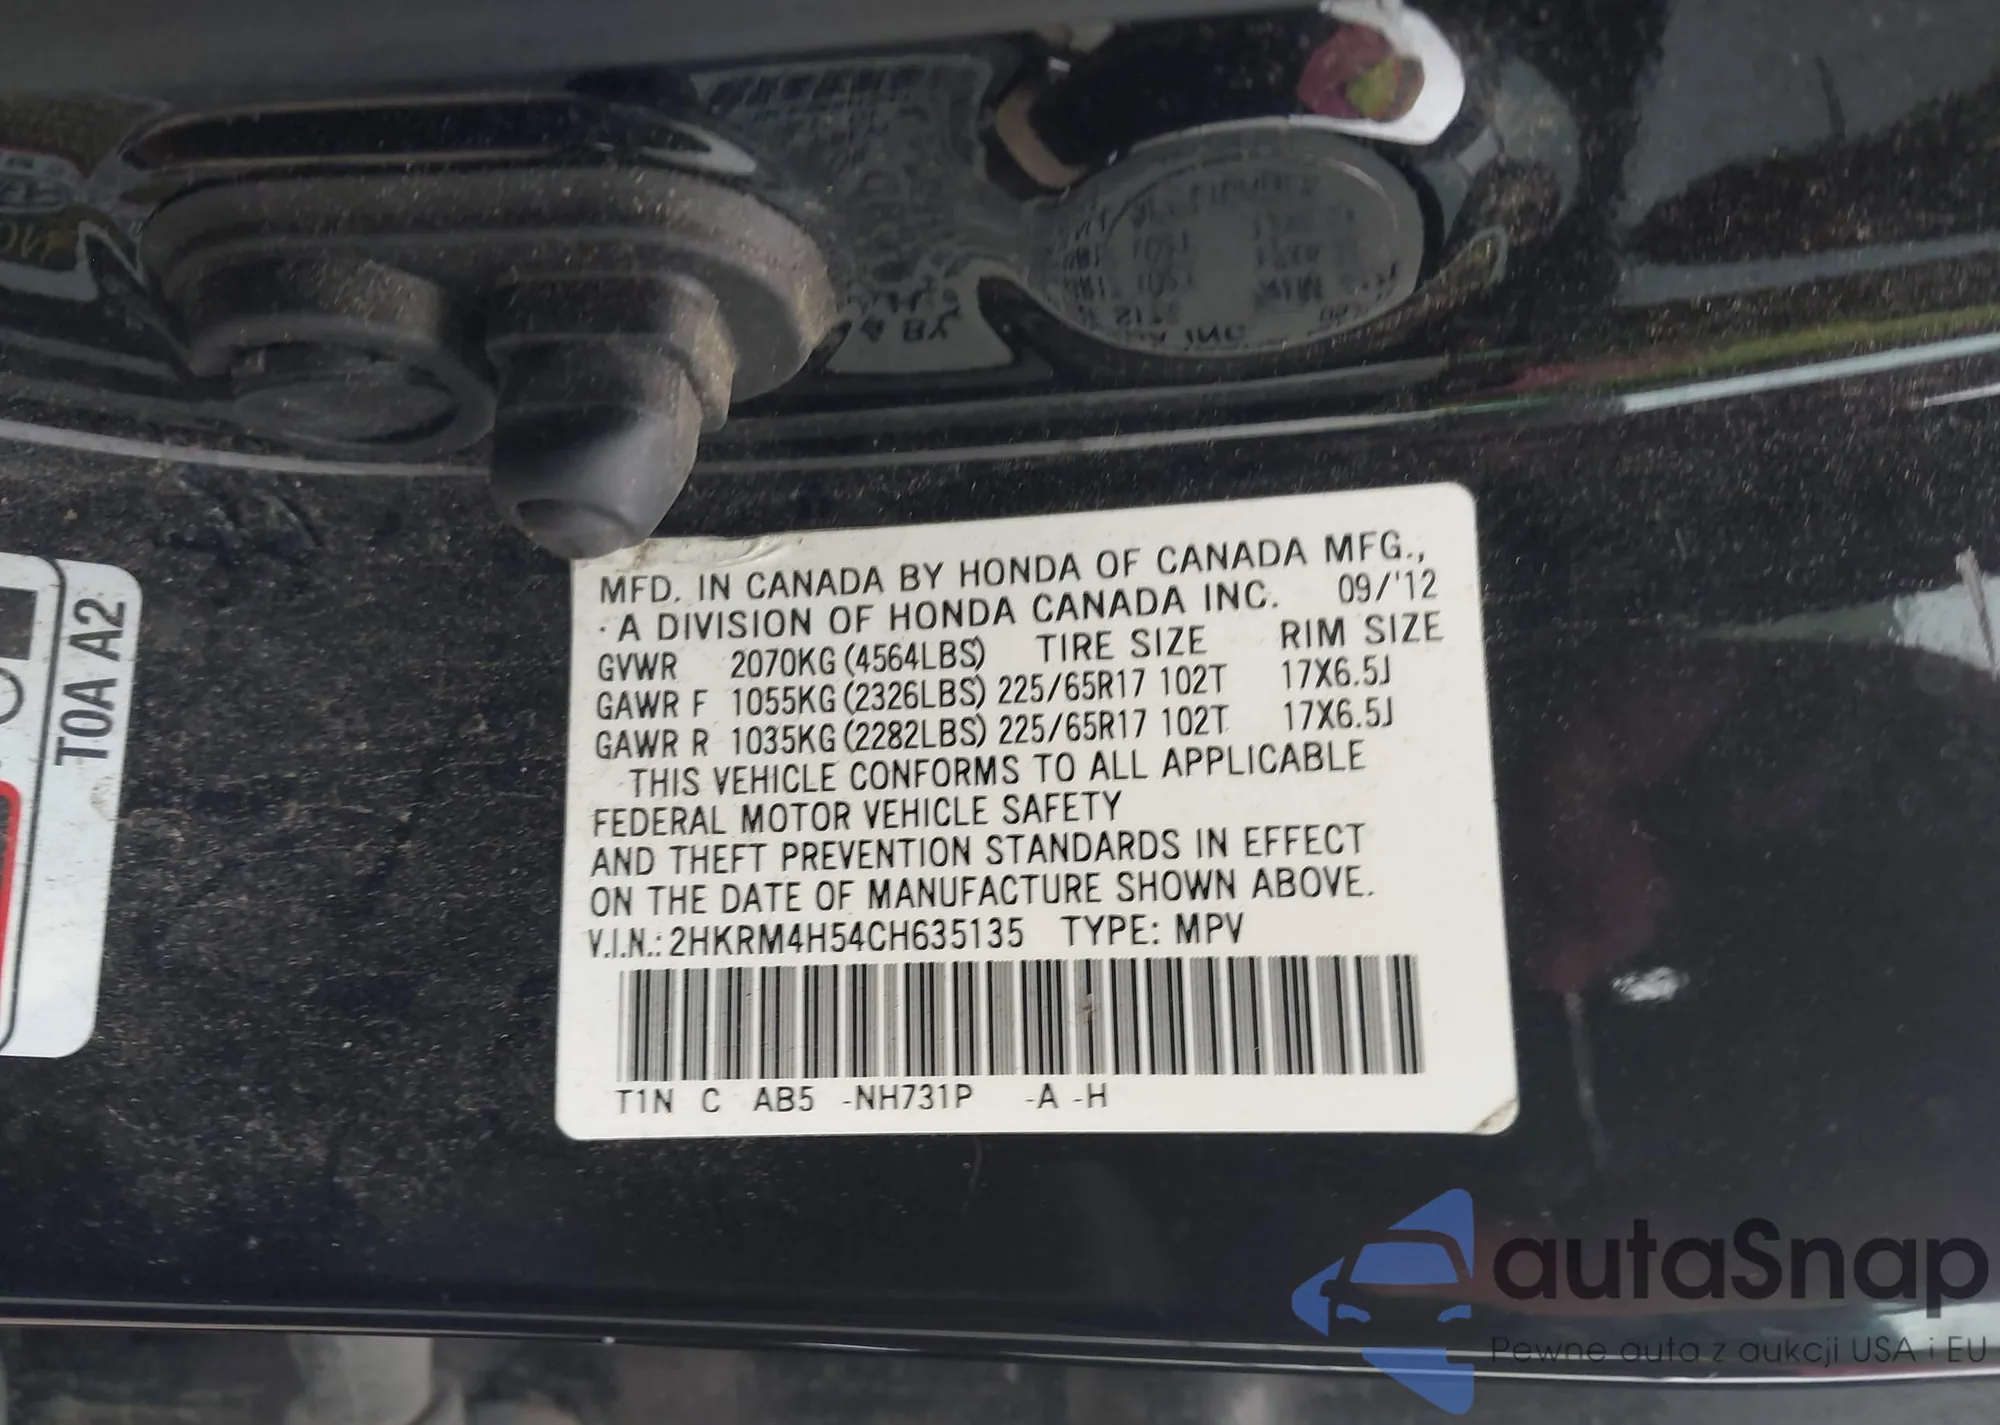 T0A A2
MFD. IN CANADA BY HONDA OF CANADA MFG.,
A DIVISION OF HONDA CANADA INC. 09/'12
GVWR 2070KG (4564LBS) TIRE SIZE RIM SIZE
GAWR F 1055KG (2326LBS) 225/65R17 102T 17X6.5J
GAWR R 1035KG (2282LBS) 225/65R17 102T 17X6.5J
THIS VEHICLE CONFORMS TO ALL APPLICABLE
FEDERAL MOTOR VEHICLE SAFETY
AND THEFT PREVENTION STANDARDS IN EFFECT
ON THE DATE OF MANUFACTURE SHOWN ABOVE.
V.I.N.: 2HKRM4H54CH635135 TYPE: MPV
T1N C AB5 -NH731P -A -H
autaSnap
Pewne auta z aukcji USA i EU